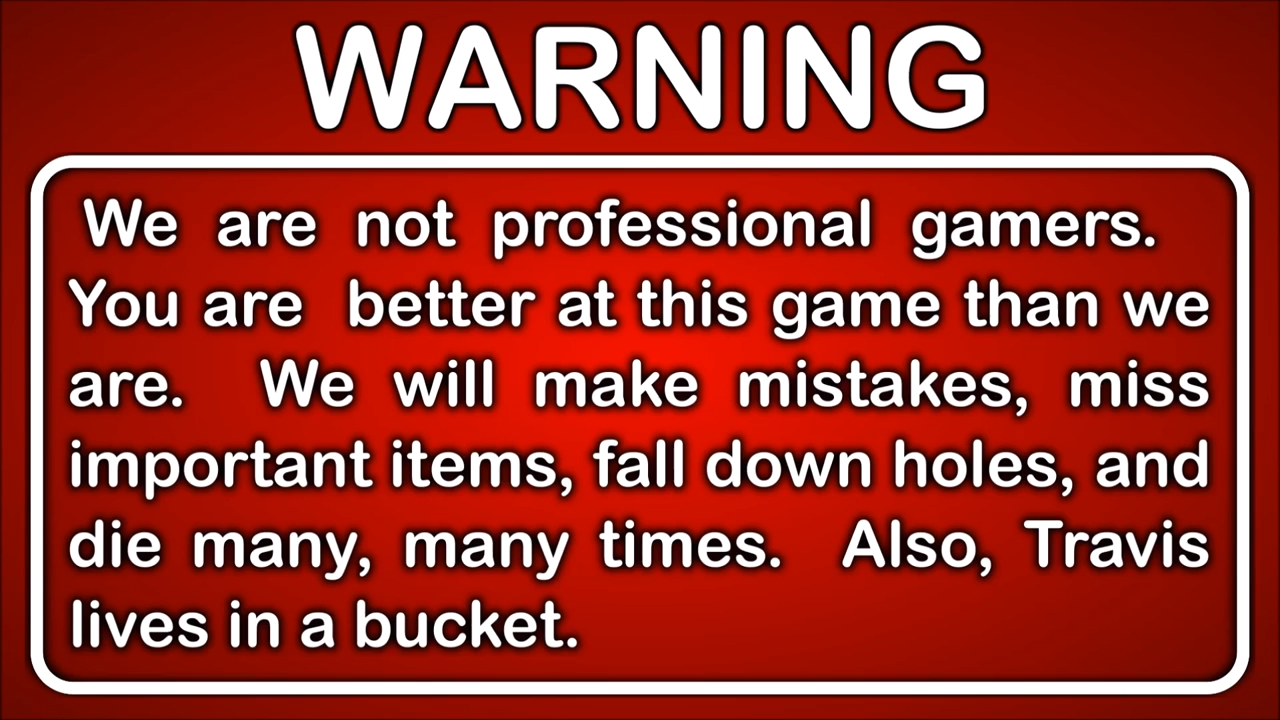 WARNING
We are not professional gamers.
You are better at this game than we
are. We will make mistakes, miss
important items, fall down holes, and
die many, many times. Also, Travis
lives in a bucket.